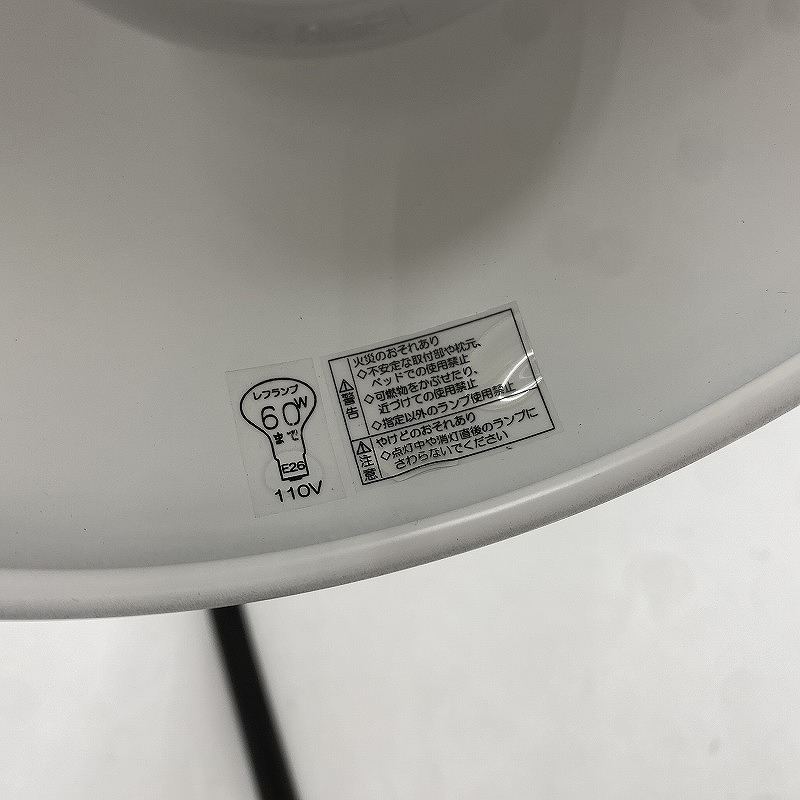 レフランプ
60W
まで
E26
110V
警告
火災のおそれあり
◇不安定な取付部や枕元、
ベッドでの使用禁止
◇可燃物をかぶせたり、
近づけての使用禁止
◇指定以外のランプ使用禁止
注意
やけどのおそれあり
◇点灯中や消灯直後のランプに
さわらないでください